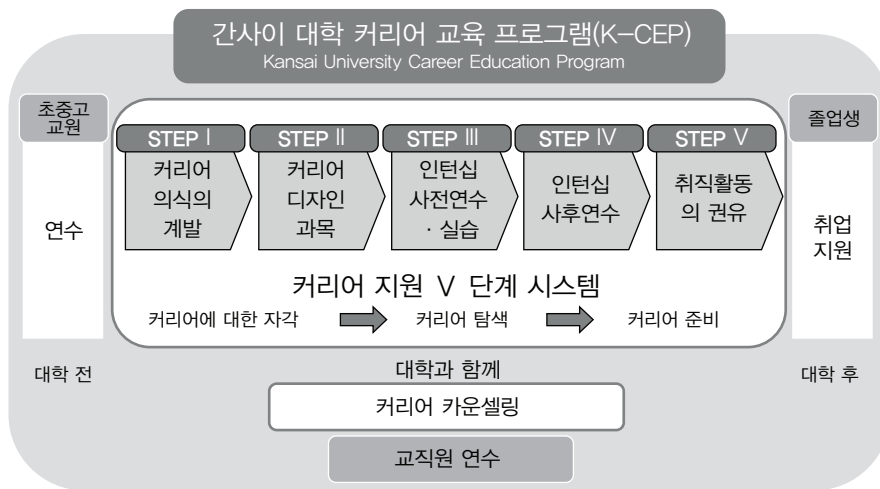 간사이 대학 커리어 교육 프로그램(K-CEP)
Kansai University Career Education Program
초중고
교원
연수
대학 전
STEP Ⅰ
커리어
의식의
계발
STEP Ⅱ
커리어
디자인
과목
STEP Ⅲ
인턴십
사전연수
· 실습
STEP Ⅳ
인턴십
사후연수
STEP Ⅴ
취직활동
의 권유
커리어 지원 Ⅴ 단계 시스템
커리어에 대한 자각
커리어 탐색
커리어 준비
졸업생
취업
지원
대학 후
대학과 함께
커리어 카운셀링
교직원 연수